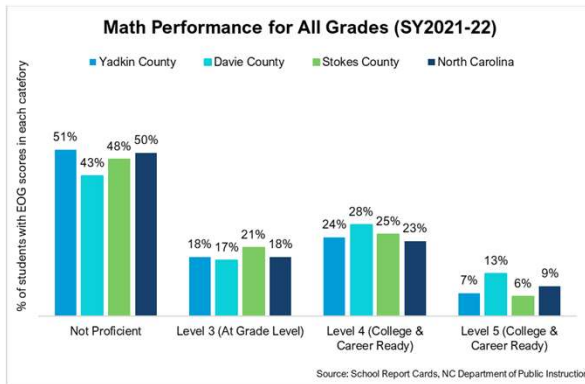 Math Performance for All Grades (SY2021-22)
Yadkin County Davie County Stokes County North Carolina
% of students with EOG scores in each catefory
51% 43% 48% 50%
18% 17% 21% 18%
24% 28% 25% 23%
7% 13% 6% 9%
Not Proficient Level 3 (At Grade Level) Level 4 (College & Career Ready) Level 5 (College & Career Ready)
Source: School Report Cards, NC Department of Public Instruction